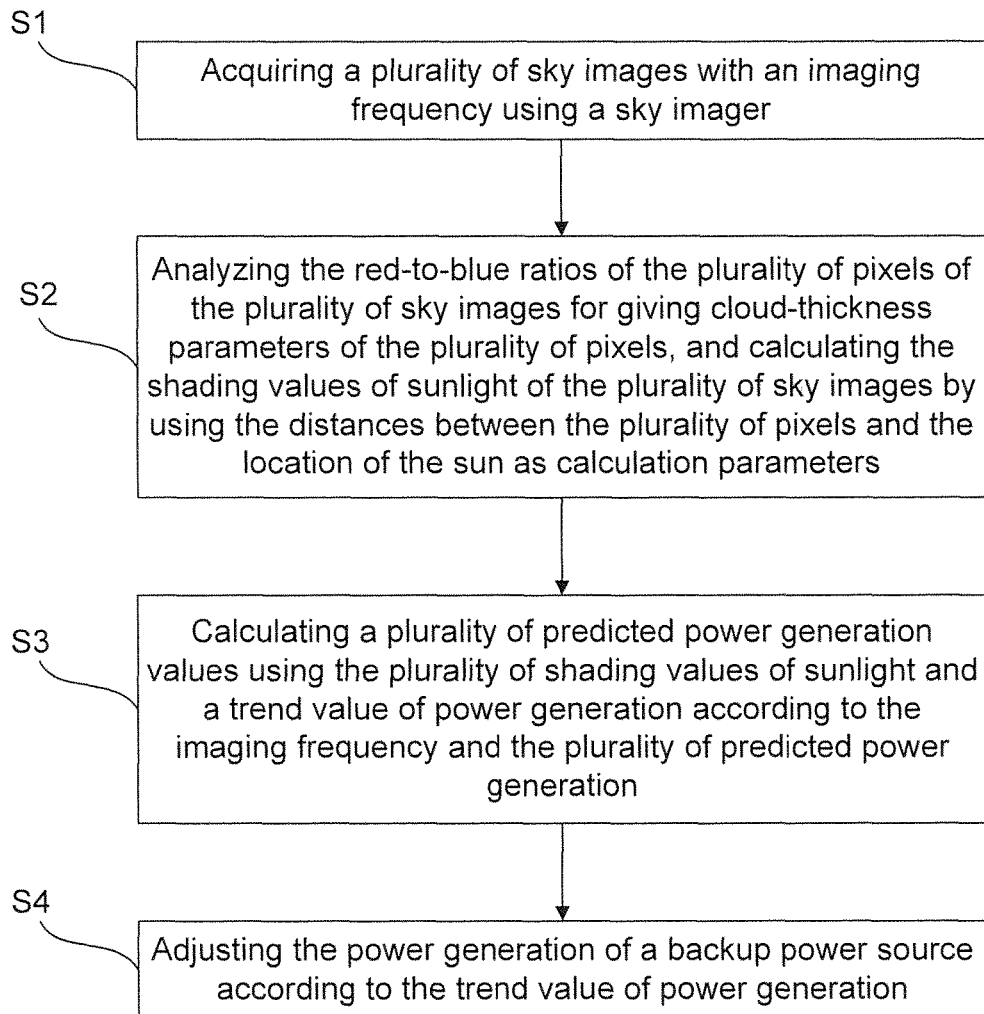 S1
Acquiring a plurality of sky images with an imaging
frequency using a sky imager
S2
Analyzing the red-to-blue ratios of the plurality of pixels of
the plurality of sky images for giving cloud-thickness
parameters of the plurality of pixels, and calculating the
shading values of sunlight of the plurality of sky images by
using the distances between the plurality of pixels and the
location of the sun as calculation parameters
S3
Calculating a plurality of predicted power generation
values using the plurality of shading values of sunlight and
a trend value of power generation according to the
imaging frequency and the plurality of predicted power
generation
S4
Adjusting the power generation of a backup power source
according to the trend value of power generation